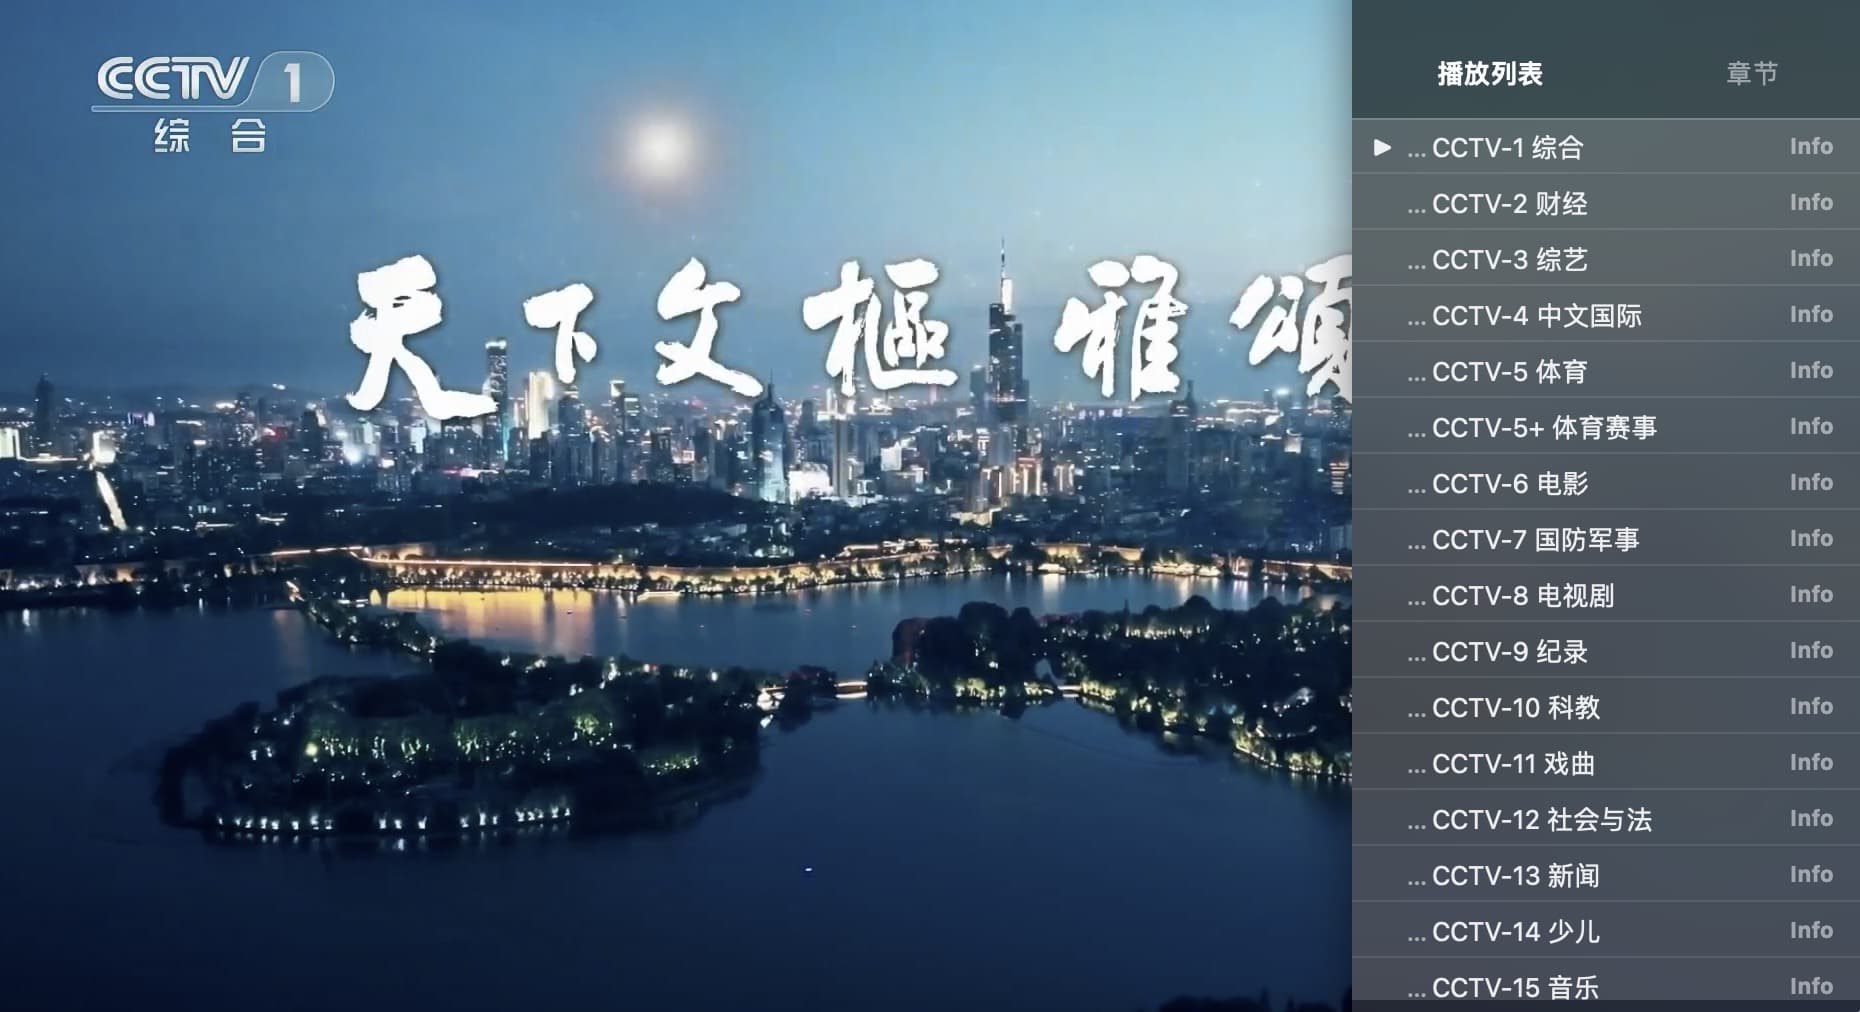 CCTV 1
综合
天下文樞 雅頌
播放列表 章节
... CCTV-1 综合 Info
... CCTV-2 财经 Info
... CCTV-3 综艺 Info
... CCTV-4 中文国际 Info
... CCTV-5 体育 Info
... CCTV-5+ 体育赛事 Info
... CCTV-6 电影 Info
... CCTV-7 国防军事 Info
... CCTV-8 电视剧 Info
... CCTV-9 纪录 Info
... CCTV-10 科教 Info
... CCTV-11 戏曲 Info
... CCTV-12 社会与法 Info
... CCTV-13 新闻 Info
... CCTV-14 少儿 Info
... CCTV-15 音乐 Info